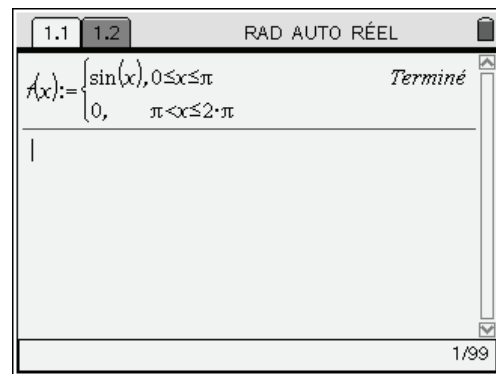 1.1 1.2 RAD AUTO RÉEL
f(x):={sin(x),0≤x≤π Terminé
0, π<x≤2·π
1/99